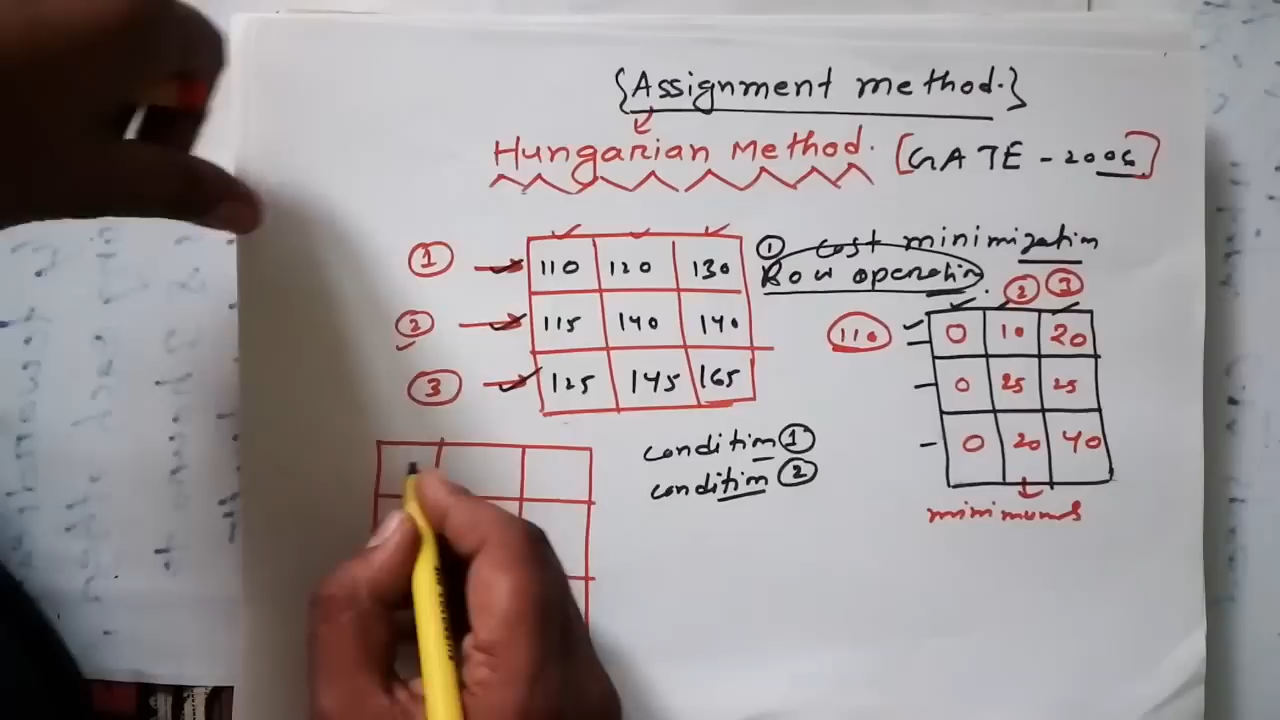 {Assignment method.}
Hungarian Method. [GATE - 2006]
① cost minimization
Row operation.
① 110 120 130
② 115 140 140
③ 125 145 165
② ③
110 0 10 20
0 25 25
0 20 40
minimums
condition ①
condition ②